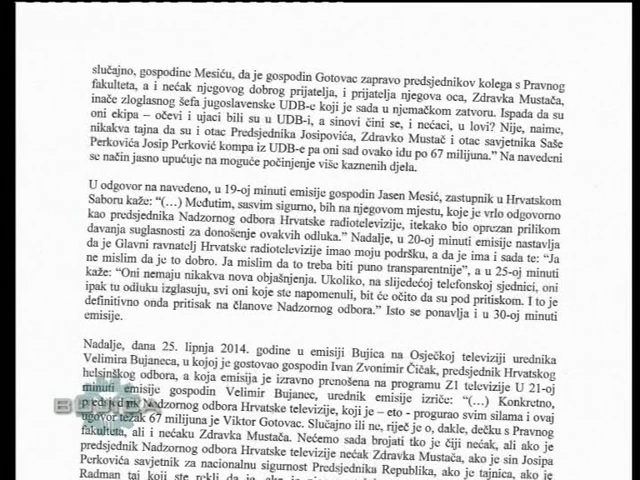 slučajno, gospodine Mesiću, da je gospodin Gotovac zapravo predsjednikov kolega s Pravnog
fakulteta, a i nećak njegovog dobrog prijatelja, i prijatelja njegova oca, Zdravka Mustača,
inače zloglasnog šefa jugoslavenske UDB-e koji je sada u njemačkom zatvoru. Ispada da su
oni ekipa – očevi i ujaci bili su u UDB-i, a sinovi čini se, i nećaci, u lovi? Nije, naime,
nikakva tajna da su i otac Predsjednika Josipovića, Zdravko Mustač i otac savjetnika Saše
Perkovića Josip Perković kompa iz UDB-e pa oni sad ovako idu po 67 milijuna.” Na navedeni
se način jasno upućuje na moguće počinjenje više kaznenih djela.
U odgovor na navedeno, u 19-oj minuti emisije gospodin Jasen Mesić, zastupnik u Hrvatskom
Saboru kaže: “(…) Međutim, sasvim sigurno, bih na njegovom mjestu, koje je vrlo odgovorno
kao predsjednika Nadzornog odbora Hrvatske radiotelevizije, itekako bio oprezan prilikom
davanja suglasnosti za donošenje ovakvih odluka.” Nadalje, u 20-oj minuti emisije nastavlja
da je Glavni ravnatelj Hrvatske radiotelevizije imao moju podršku, a da je ima i sada te: “Ja
ne mislim da je to dobro. Ja mislim da to treba biti puno transparentnije”, a u 25-oj minuti
kaže: “Oni nemaju nikakva nova objašnjenja. Ukoliko, na slijedećoj telefonskoj sjednici, oni
ipak tu odluku izglasuju, svi oni koje ste napomenuli, bit će očito da su pod pritiskom. I to je
definitivno onda pritisak na članove Nadzornog odbora.” Isto se ponavlja i u 30-oj minuti
emisije.
Nadalje, dana 25. lipnja 2014. godine u emisiji Bujica na Osječkoj televiziji urednika
Velimira Bujaneca, u kojoj je gostovao gospodin Ivan Zvonimir Čičak, predsjednik Hrvatskog
helsinškog odbora, a koja emisija je izravno prenošena na programu Z1 televizije U 21-oj
minuti emisije gospodin Velimir Bujanec, urednik emisije izriče: “(…) Konkretno,
predsjednik Nadzornog odbora Hrvatske televizije, koji je – eto - progurao svim silama i ovaj
ugovor težak 67 milijuna je Viktor Gotovac. Slučajno ili ne, riječ je o, dakle, dečku s Pravnog
fakulteta, ali i nećaku Zdravka Mustača. Nećemo sada brojati tko je čiji nećak, ali ako je
predsjednik Nadzornog odbora Hrvatske televizije nećak Zdravka Mustača, ako je sin Josipa
Perkovića savjetnik za nacionalnu sigurnost Predsjednika Republika, ako je tajnica, ako je
Radman taj koji ste rekli da je, ako je